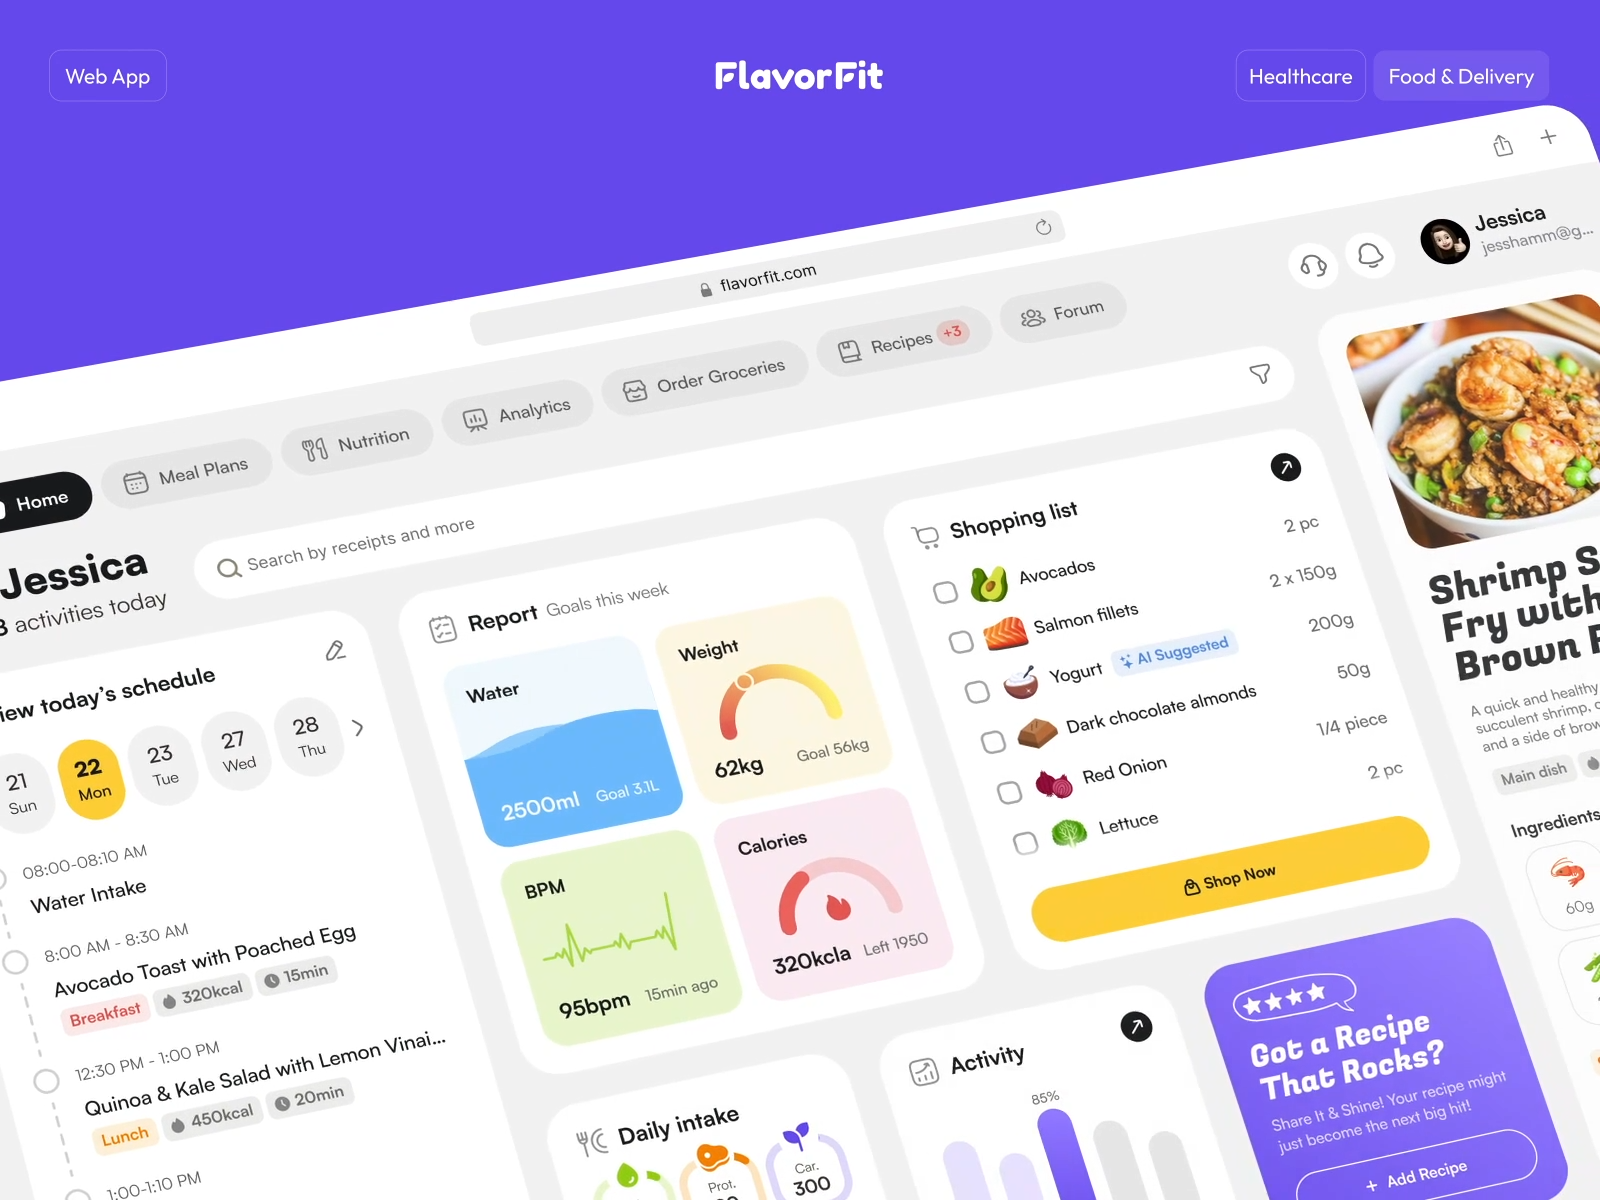 Web App
FlavorFit
Healthcare
Food & Delivery
flavorfit.com
Jessica
jesshamm@g...
Home
Meal Plans
Nutrition
Analytics
Order Groceries
Recipes +3
Forum
Jessica
3 activities today
Search by receipts and more
iew today's schedule
21 Sun
22 Mon
23 Tue
27 Wed
28 Thu
08:00-08:10 AM
Water Intake
8:00 AM - 8:30 AM
Avocado Toast with Poached Egg
Breakfast 320kcal 15min
12:30 PM - 1:00 PM
Quinoa & Kale Salad with Lemon Vinai...
Lunch 450kcal 20min
1:00-1:10 PM
Report Goals this week
Water
2500ml Goal 3.1L
Weight
62kg Goal 56kg
BPM
95bpm 15min ago
Calories
320kcla Left 1950
Daily intake
Prot.
Car.
300
Shopping list
Avocados 2 pc
Salmon fillets 2 x 150g
Yogurt AI Suggested 200g
Dark chocolate almonds 50g
Red Onion 1/4 piece
Lettuce 2 pc
Shop Now
Activity
85%
Got a Recipe
That Rocks?
Share It & Shine! Your recipe might
just become the next big hit!
+ Add Recipe
Shrimp S
Fry with
Brown
A quick and healthy
succulent shrimp,
and a side of brow
Main dish
Ingredients
60g